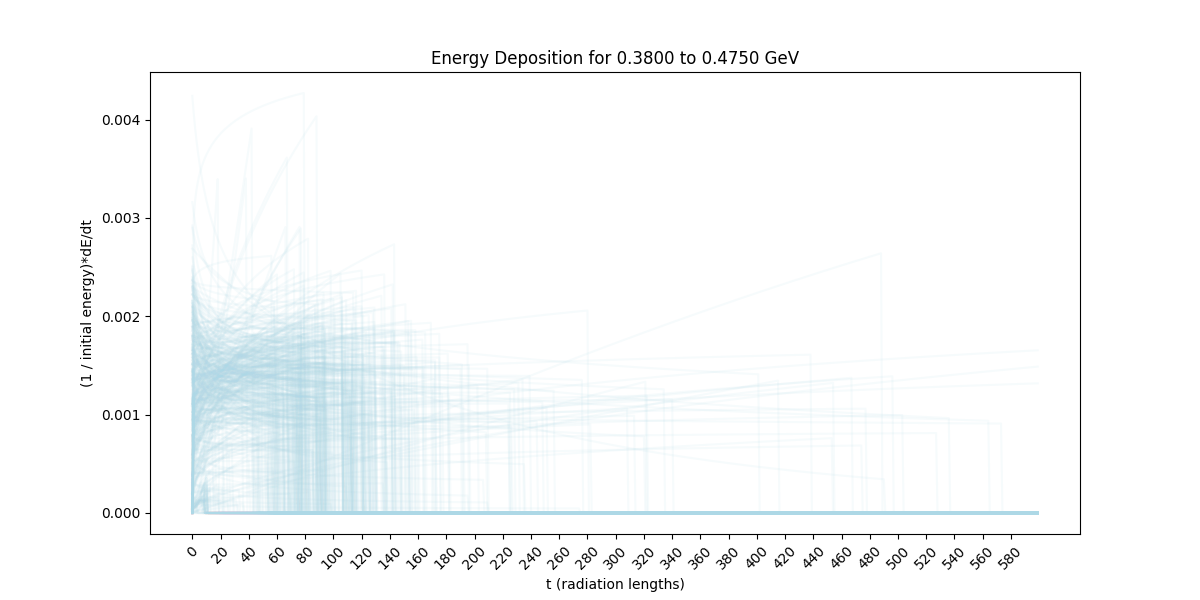 Energy Deposition for 0.3800 to 0.4750 GeV
(1 / initial energy)*dE/dt
0.004
0.003
0.002
0.001
0.000
0 20 40 60 80 100 120 140 160 180 200 220 240 260 280 300 320 340 360 380 400 420 440 460 480 500 520 540 560 580
t (radiation lengths)